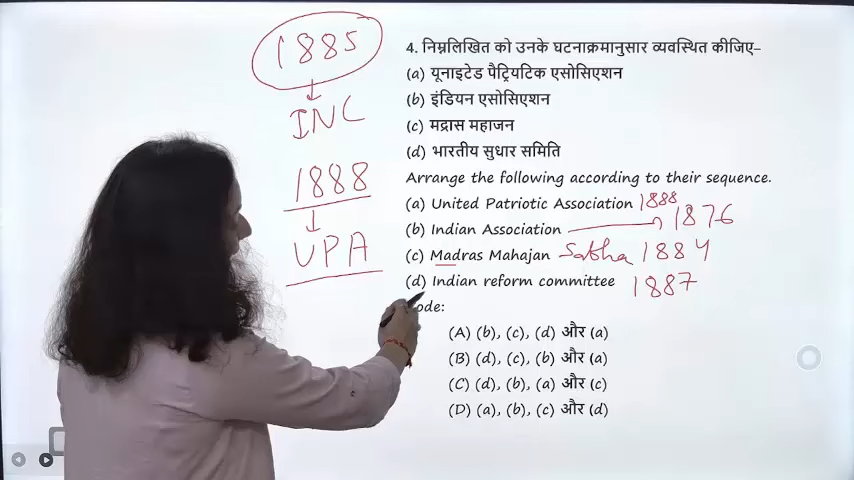 1885
INC
1888
UPA
4. निम्नलिखित को उनके घटनाक्रमानुसार व्यवस्थित कीजिए–
(a) यूनाइटेड पैट्रियटिक एसोसिएशन
(b) इंडियन एसोसिएशन
(c) मद्रास महाजन
(d) भारतीय सुधार समिति
Arrange the following according to their sequence.
(a) United Patriotic Association 1888
(b) Indian Association 1876
(c) Madras Mahajan Sabha 1884
(d) Indian reform committee 1887
ode:
(A) (b), (c), (d) और (a)
(B) (d), (c), (b) और (a)
(C) (d), (b), (a) और (c)
(D) (a), (b), (c) और (d)